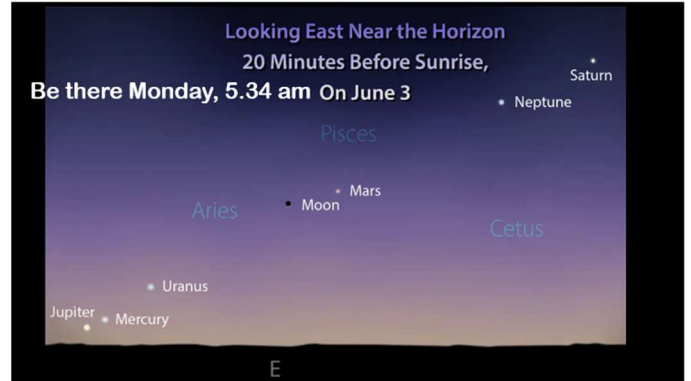 Looking East Near the Horizon
20 Minutes Before Sunrise,
Be there Monday, 5.34 am On June 3
Saturn
Neptune
Pisces
Mars
Moon
Aries
Cetus
Uranus
Jupiter
Mercury
E